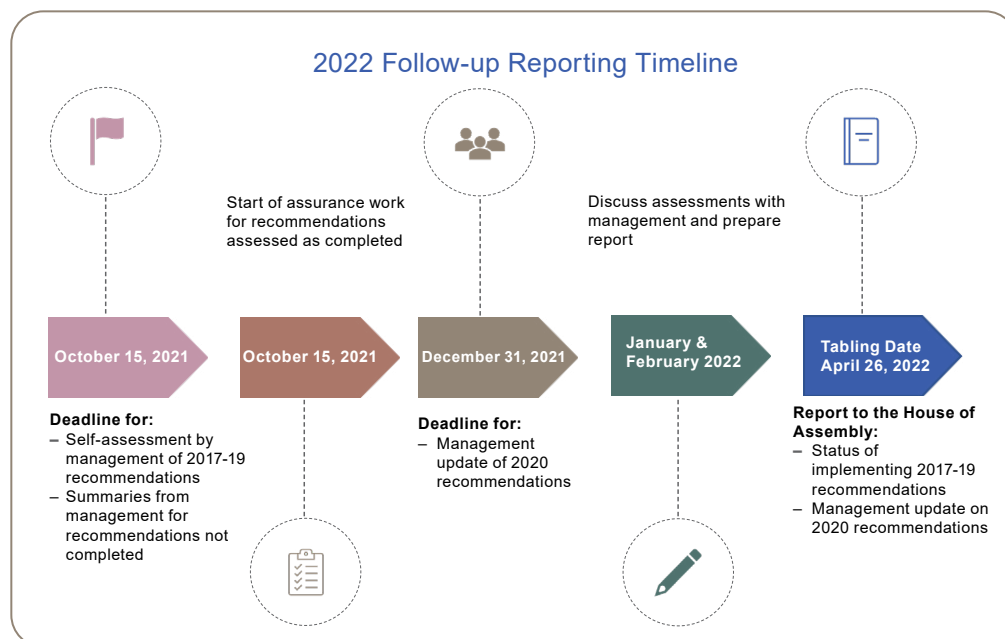 2022 Follow-up Reporting Timeline
Start of assurance work
for recommendations
assessed as completed
Discuss assessments with
management and prepare
report
October 15, 2021
October 15, 2021
December 31, 2021
January &
February 2022
Tabling Date
April 26, 2022
Deadline for:
– Self-assessment by
management of 2017-19
recommendations
– Summaries from
management for
recommendations not
completed
Deadline for:
– Management
update of 2020
recommendations
Report to the House of
Assembly:
– Status of
implementing 2017-19
recommendations
– Management update on
2020 recommendations